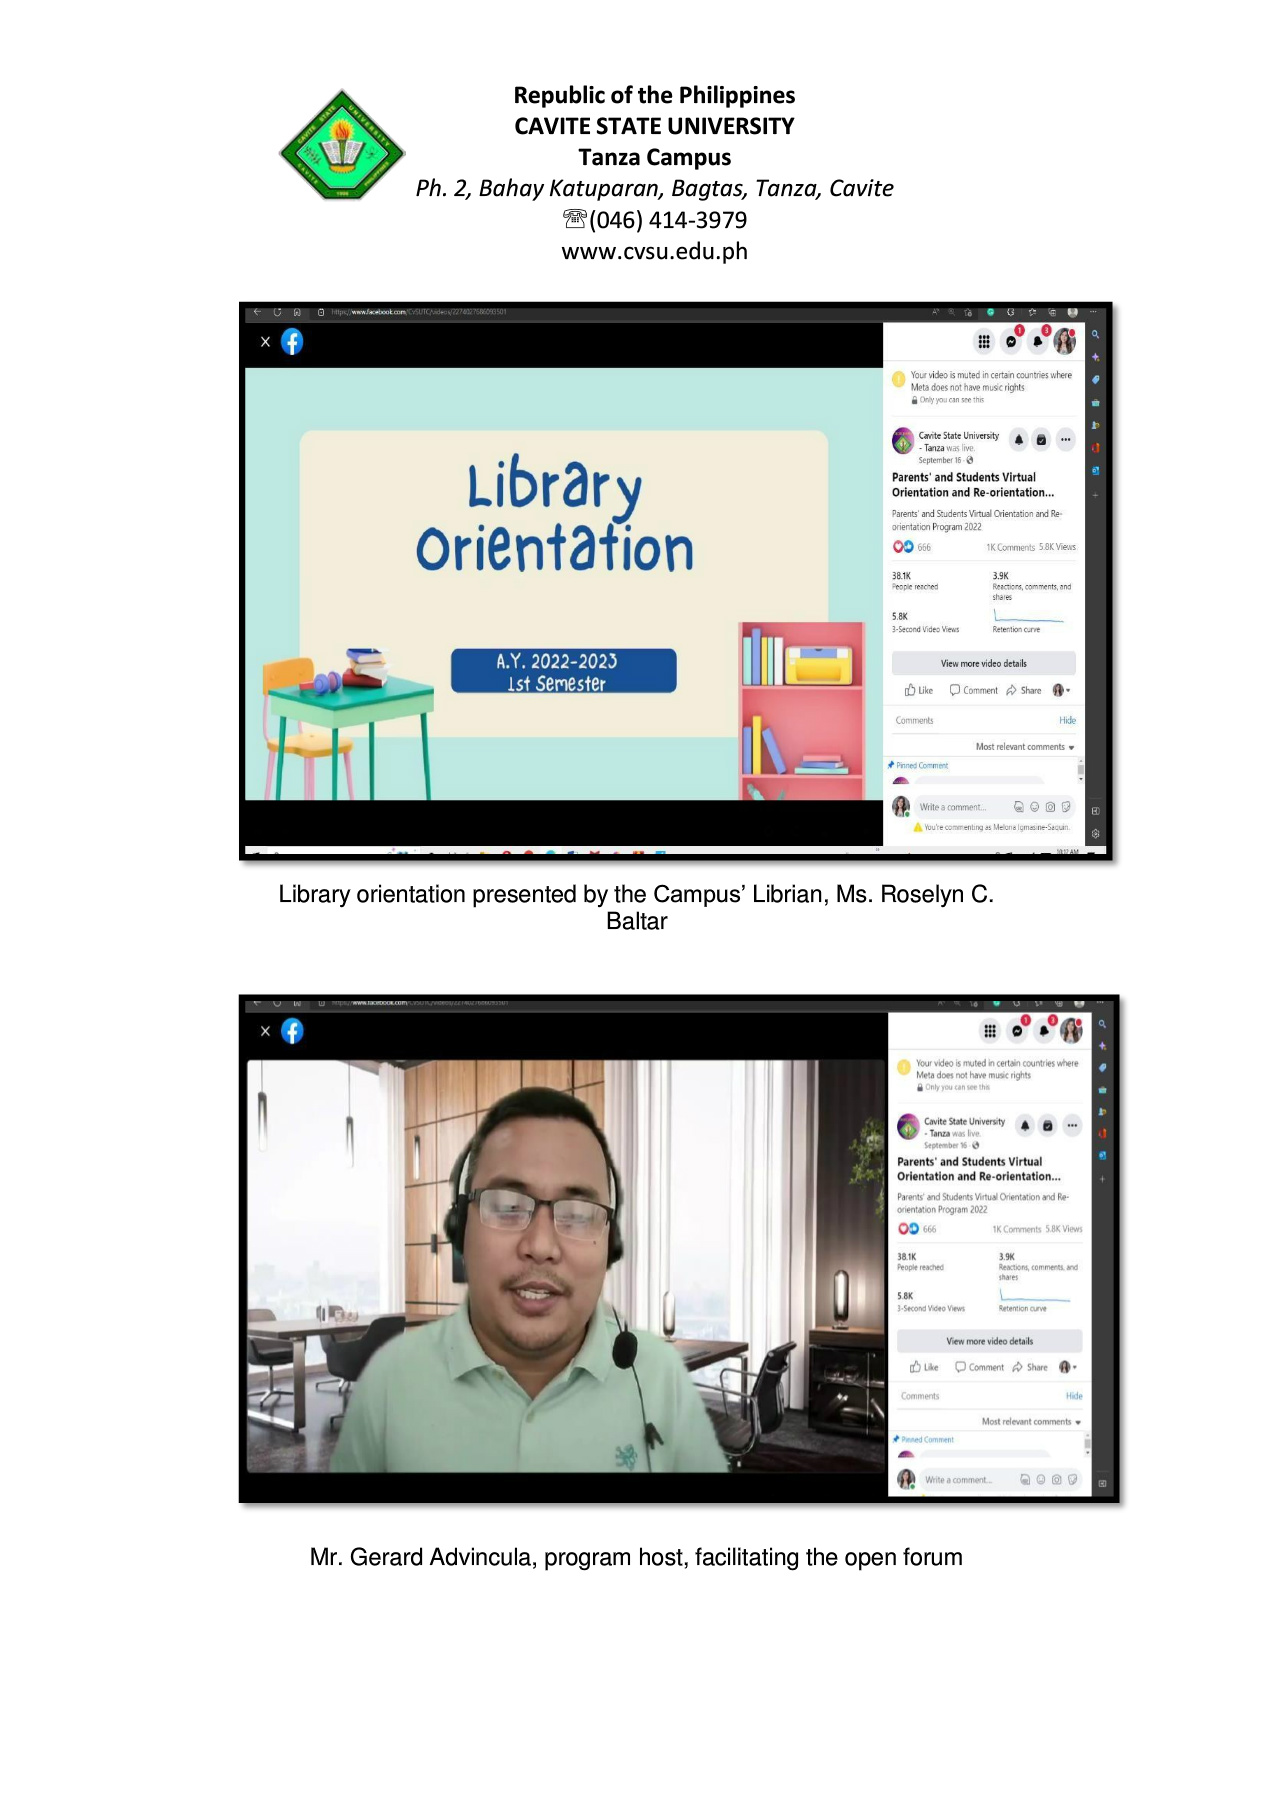 Republic of the Philippines
CAVITE STATE UNIVERSITY
Tanza Campus
Ph. 2, Bahay Katuparan, Bagtas, Tanza, Cavite
(046) 414-3979
www.cvsu.edu.ph
CAVITE STATE UNIVERSITY
https://www.facebook.com/CvSUTC/videos/2274027686093501
Library
Orientation
A.Y. 2022-2023
1st Semester
1
3
Your video is muted in certain countries where
Meta does not have music rights
Only you can see this
Cavite State University
- Tanza was live.
September 16
Parents' and Students Virtual
Orientation and Re-orientation...
Parents' and Students Virtual Orientation and Re-
orientation Program 2022
666 1K Comments 5.8K Views
38.1K 3.9K
People reached Reactions, comments, and
shares
5.8K
3-Second Video Views Retention curve
View more video details
Like Comment Share
Comments Hide
Most relevant comments
Pinned Comment
Write a comment...
You're commenting as Melona Igmasine-Saquin.
10:12 AM
Library orientation presented by the Campus' Librian, Ms. Roselyn C.
Baltar
1
3
Your video is muted in certain countries where
Meta does not have music rights
Only you can see this
Cavite State University
- Tanza was live.
September 16
Parents' and Students Virtual
Orientation and Re-orientation...
Parents' and Students Virtual Orientation and Re-
orientation Program 2022
666 1K Comments 5.8K Views
38.1K 3.9K
People reached Reactions, comments, and
shares
5.8K
3-Second Video Views Retention curve
View more video details
Like Comment Share
Comments Hide
Most relevant comments
Pinned Comment
Write a comment...
Mr. Gerard Advincula, program host, facilitating the open forum